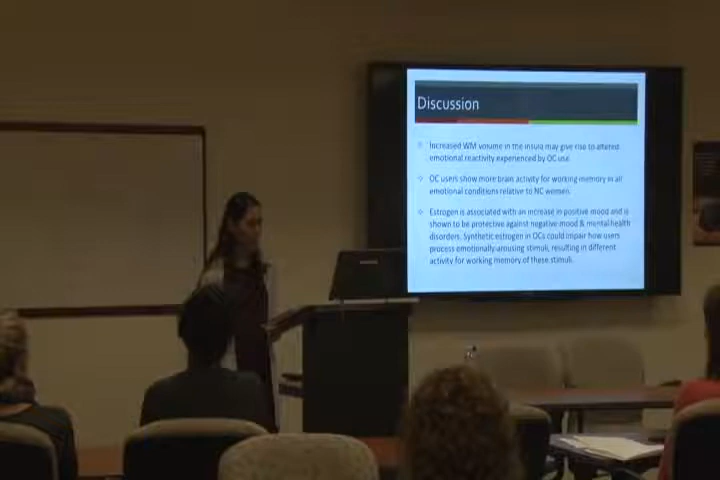 Discussion
Increased WM volume in the insula may give rise to altered
emotional reactivity experienced by OC use.
OC users show more brain activity for working memory in all
emotional conditions relative to NC women.
Estrogen is associated with an increase in positive mood and is
shown to be protective against negative mood & mental health
disorders. Synthetic estrogen in OCs could impair how users
process emotionally arousing stimuli, resulting in different
activity for working memory of these stimuli.